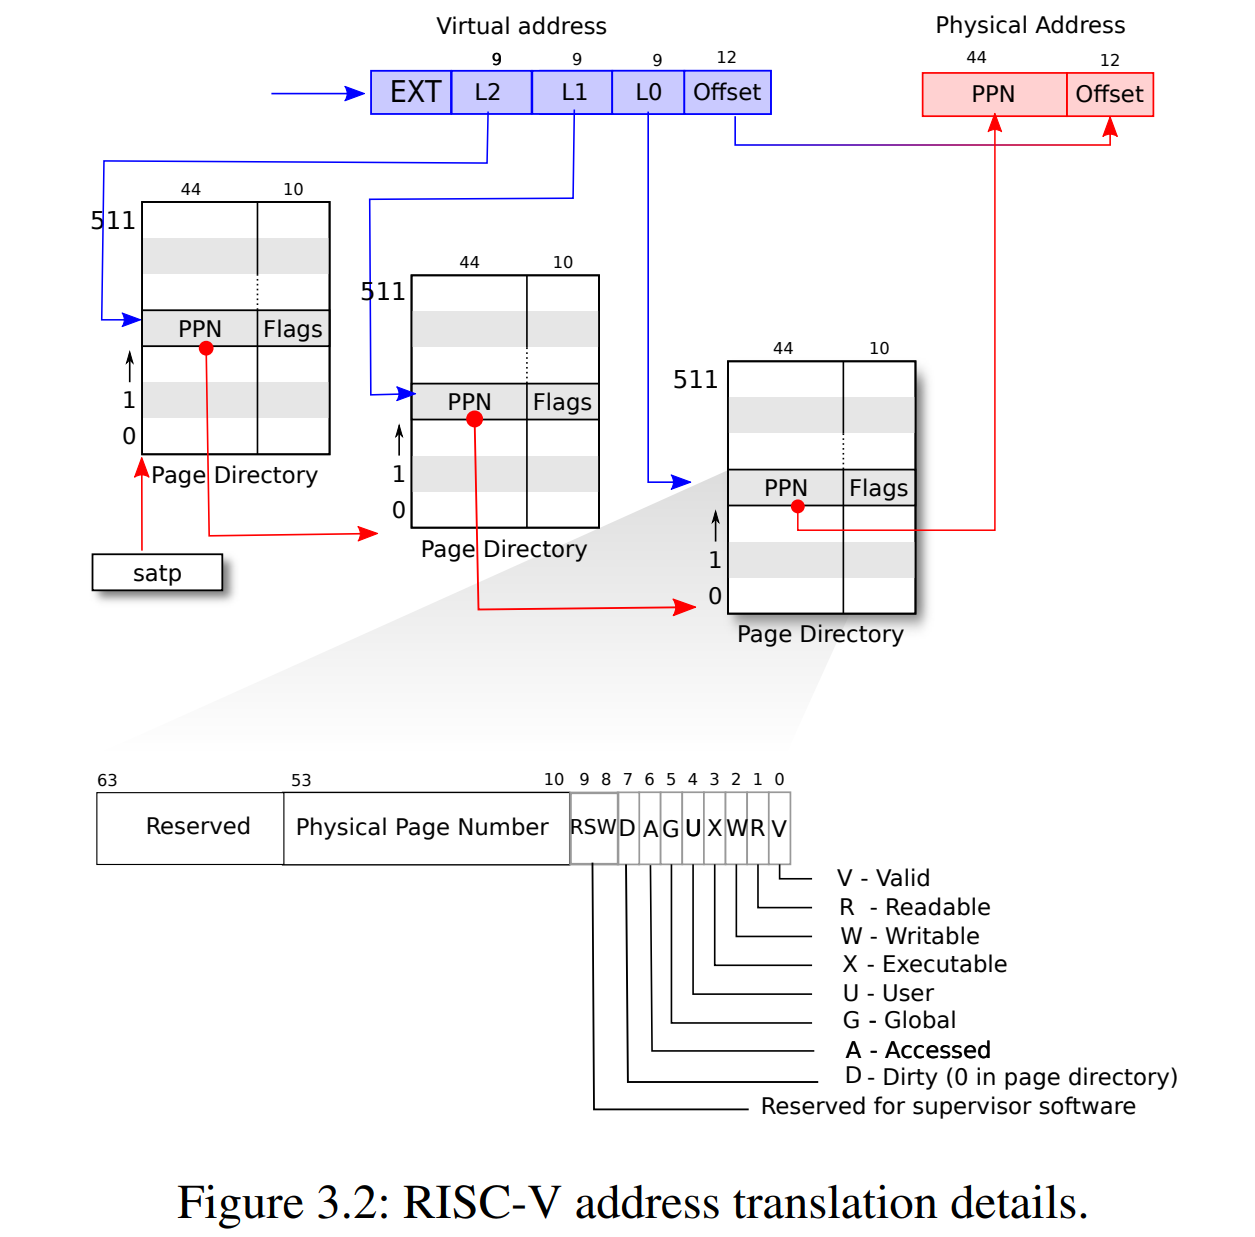 Virtual address
Physical Address
9 9 9 12
44 12
EXT L2 L1 L0 Offset
PPN Offset
44 10
511
PPN Flags
1
0
Page Directory
satp
44 10
511
PPN Flags
1
0
Page Directory
44 10
511
PPN Flags
1
0
Page Directory
63 53 10 9 8 7 6 5 4 3 2 1 0
Reserved Physical Page Number RSW D A G U X W R V
V - Valid
R - Readable
W - Writable
X - Executable
U - User
G - Global
A - Accessed
D - Dirty (0 in page directory)
Reserved for supervisor software
Figure 3.2: RISC-V address translation details.